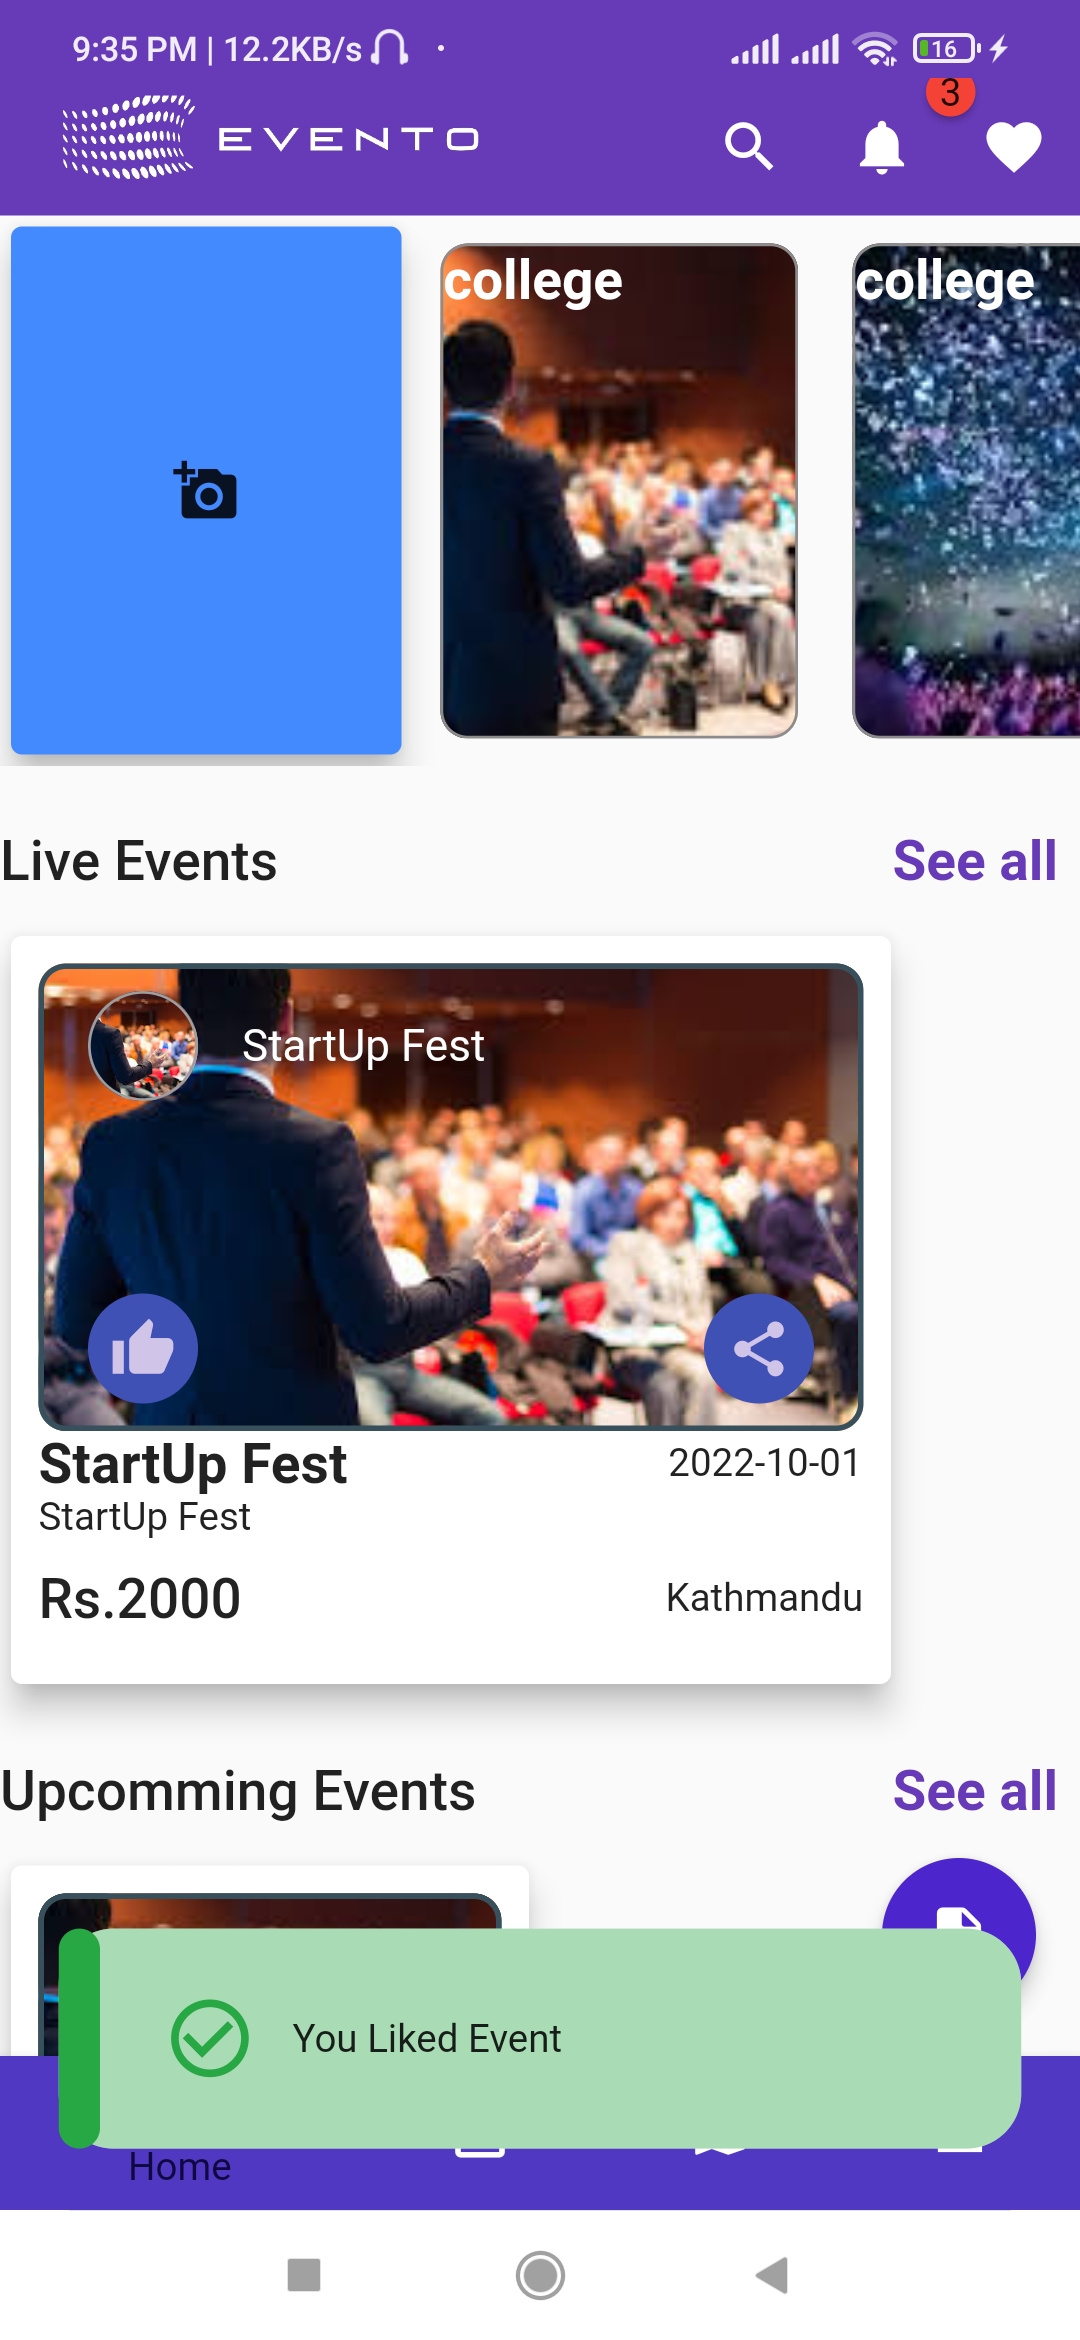 9:35 PM | 12.2KB/s
16
3
EVENTO
college
college
Live Events
See all
StartUp Fest
StartUp Fest
2022-10-01
StartUp Fest
Rs.2000
Kathmandu
Upcomming Events
See all
You Liked Event
Home